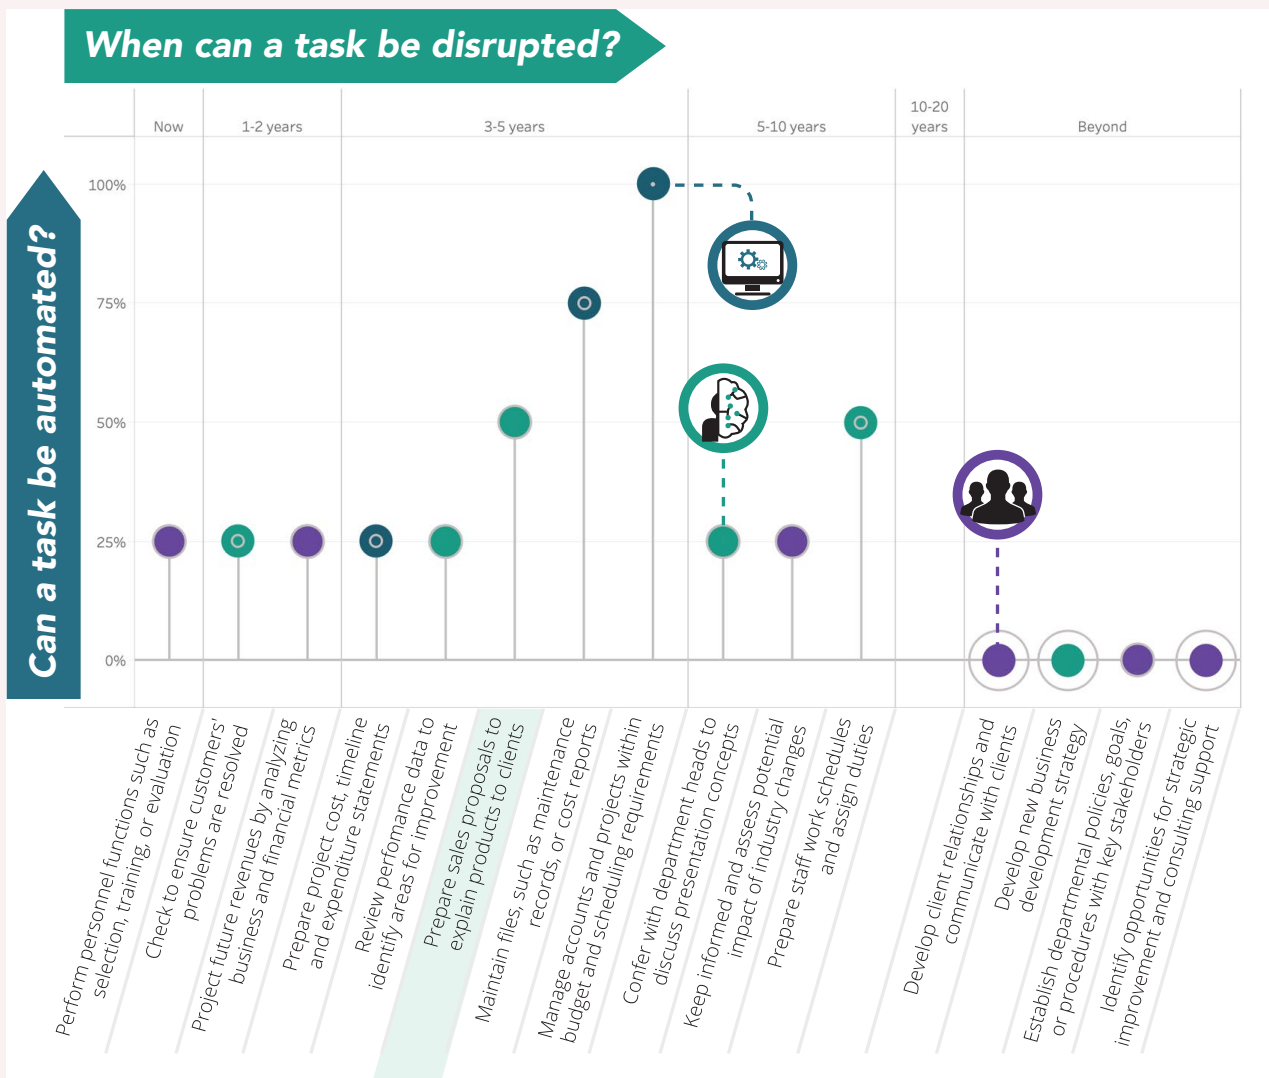 When can a task be disrupted?
Now
1-2 years
3-5 years
5-10 years
10-20
years
Beyond
Can a task be automated?
100%
75%
50%
25%
0%
Perform personnel functions such as
selection, training, or evaluation
Check to ensure customers'
problems are resolved
Project future revenues by analyzing
business and financial metrics
Prepare project cost, timeline
and expenditure statements
Review perfomance data to
identify areas for improvement
Prepare sales proposals to
explain products to clients
Maintain files, such as maintenance
records, or cost reports
Manage accounts and projects within
budget and scheduling requirements
Confer with department heads to
discuss presentation concepts
Keep informed and assess potential
impact of industry changes
Prepare staff work schedules
and assign duties
Develop client relationships and
communicate with clients
Develop new business
development strategy
Establish departmental policies, goals,
or procedures with key stakeholders
Identify opportunities for strategic
improvement and consulting support